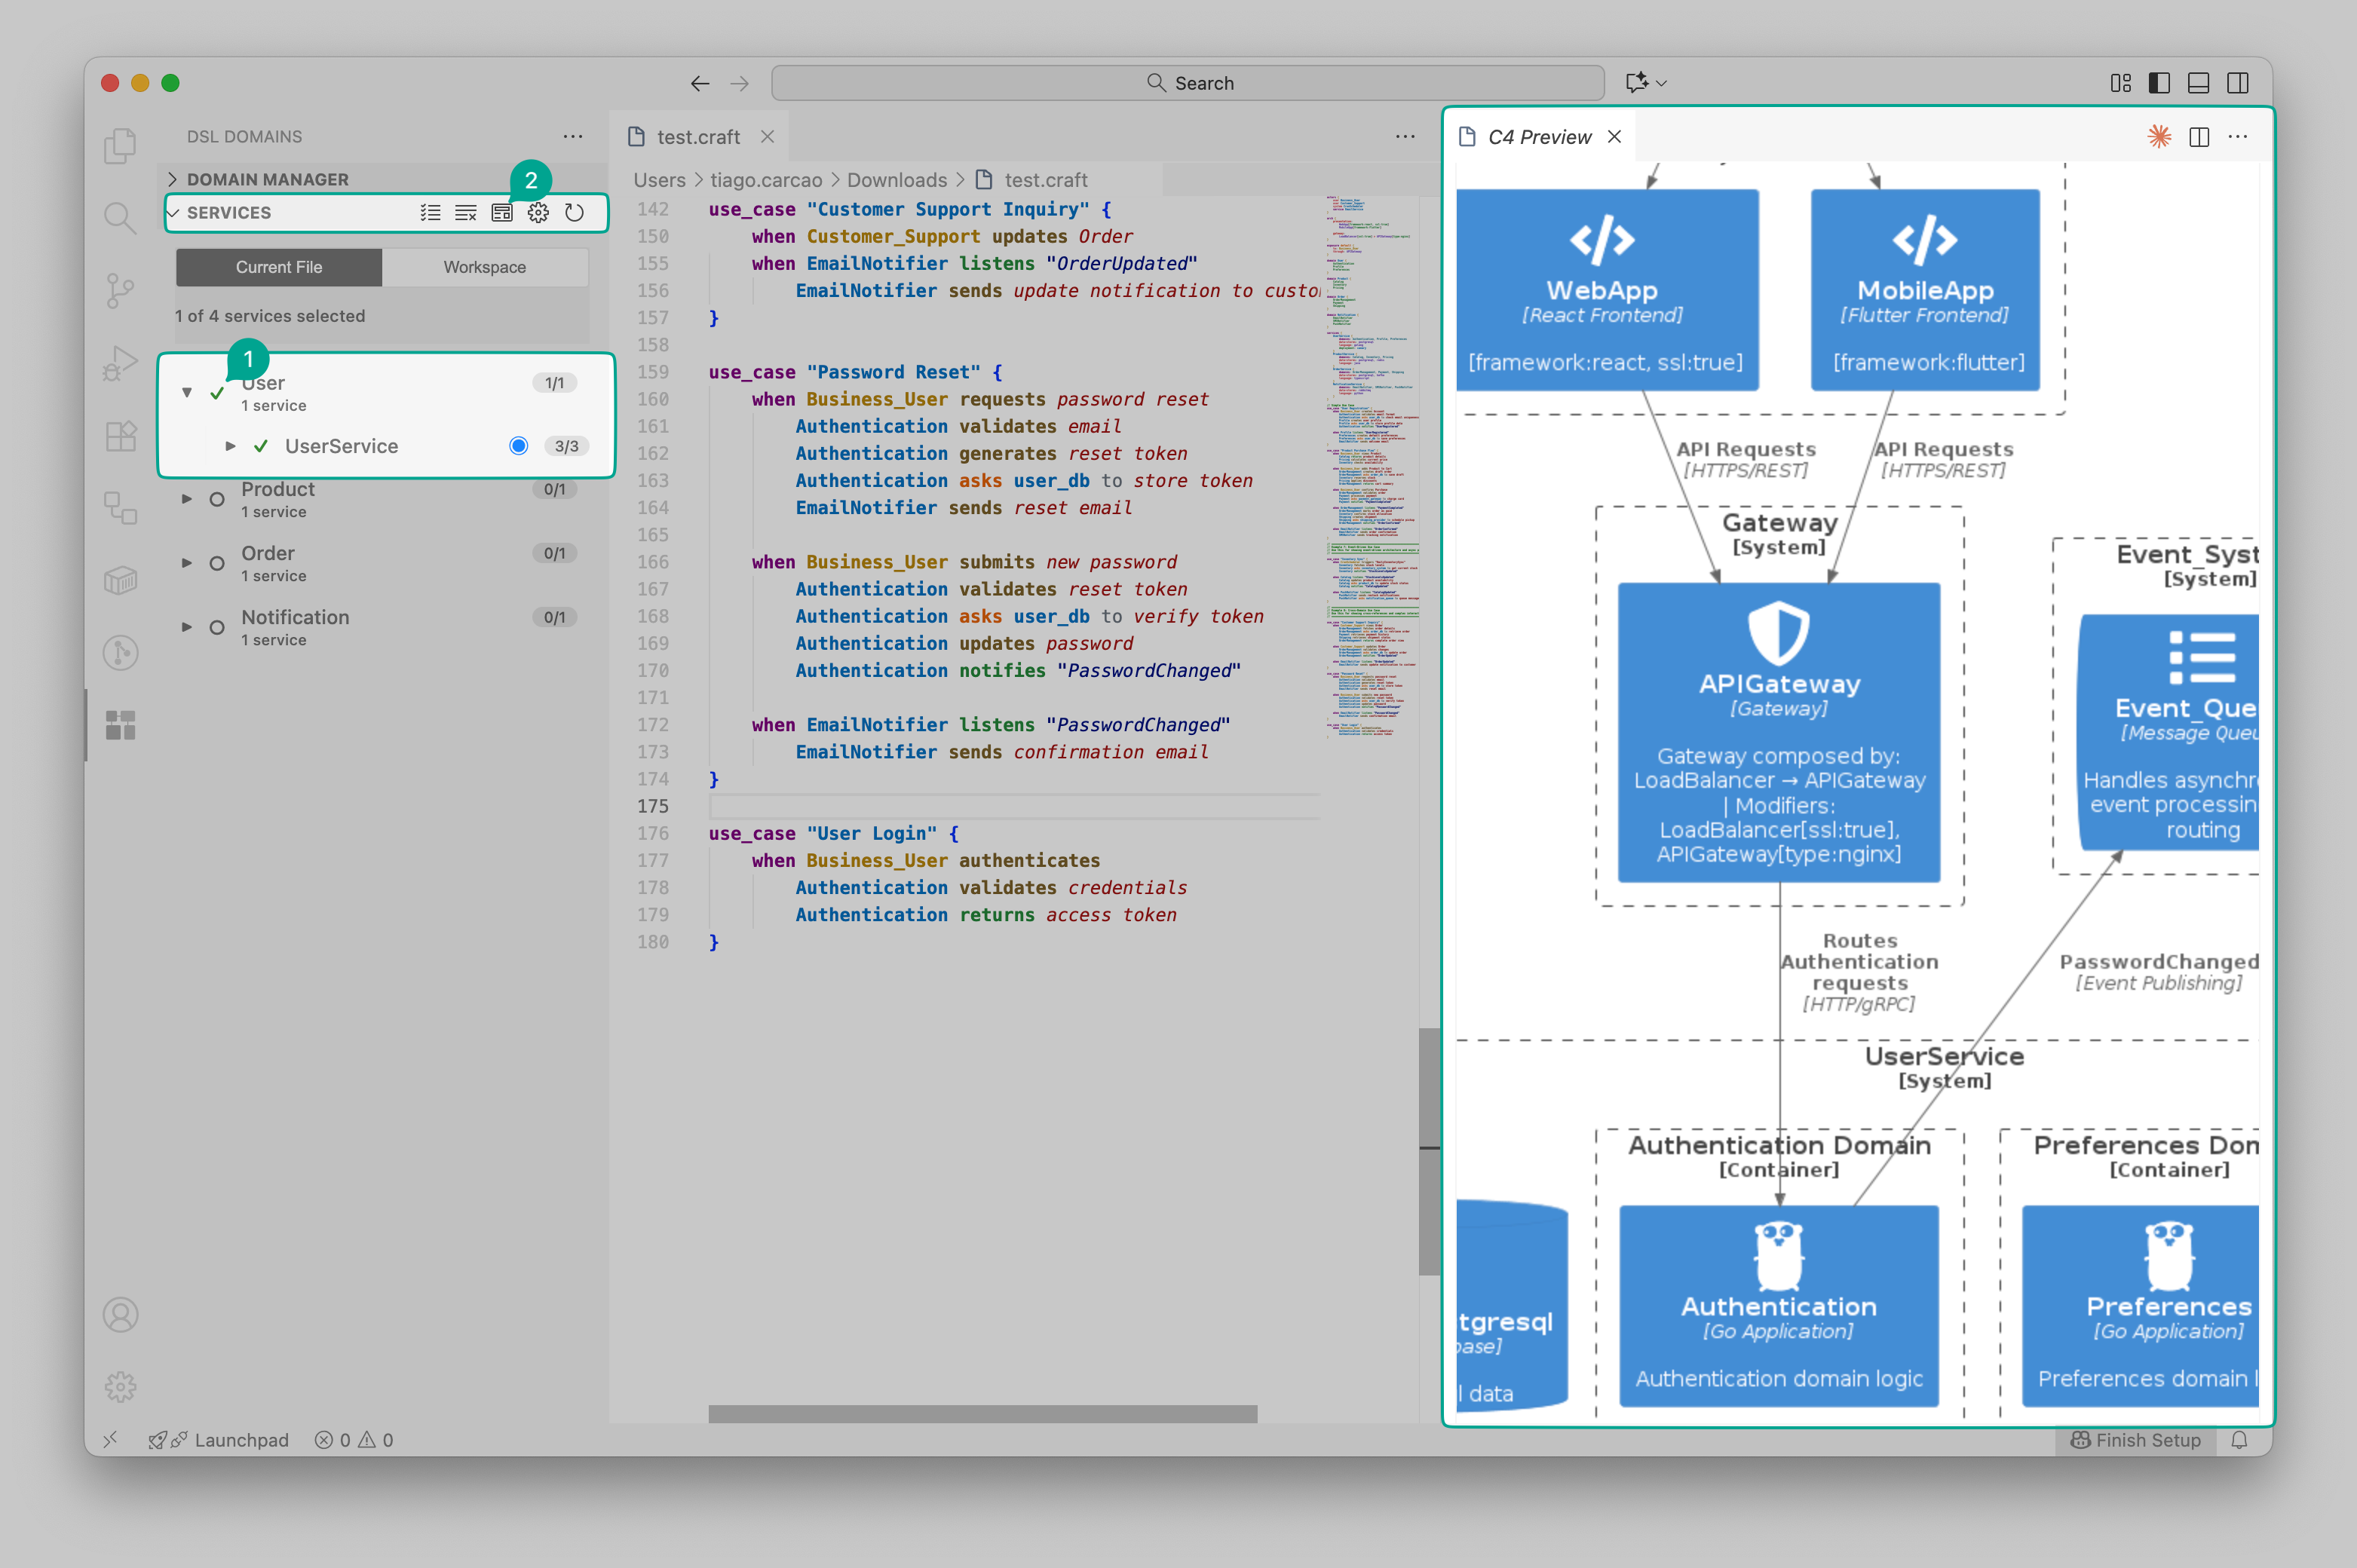 Search
DSL DOMAINS
DOMAIN MANAGER
2
SERVICES
Current File
Workspace
1 of 4 services selected
1
User
1/1
1 service
UserService
3/3
Product
0/1
1 service
Order
0/1
1 service
Notification
0/1
1 service
test.craft
Users > tiago.carcao > Downloads > test.craft
142 use_case "Customer Support Inquiry" {
150 when Customer_Support updates Order
155 when EmailNotifier listens "OrderUpdated"
156 EmailNotifier sends update notification to custo
157 }
158
159 use_case "Password Reset" {
160 when Business_User requests password reset
161 Authentication validates email
162 Authentication generates reset token
163 Authentication asks user_db to store token
164 EmailNotifier sends reset email
165
166 when Business_User submits new password
167 Authentication validates reset token
168 Authentication asks user_db to verify token
169 Authentication updates password
170 Authentication notifies "PasswordChanged"
171
172 when EmailNotifier listens "PasswordChanged"
173 EmailNotifier sends confirmation email
174 }
175
176 use_case "User Login" {
177 when Business_User authenticates
178 Authentication validates credentials
179 Authentication returns access token
180 }
C4 Preview
WebApp
[React Frontend]
[framework:react, ssl:true]
MobileApp
[Flutter Frontend]
[framework:flutter]
API Requests
[HTTPS/REST]
API Requests
[HTTPS/REST]
Gateway
[System]
APIGateway
[Gateway]
Gateway composed by:
LoadBalancer → APIGateway
| Modifiers:
LoadBalancer[ssl:true],
APIGateway[type:nginx]
Event_Syst
[System]
Event_Que
[Message Queu
Handles asynchr
event processin
routing
Routes
Authentication
requests
[HTTP/gRPC]
PasswordChanged
[Event Publishing]
UserService
[System]
Authentication Domain
[Container]
Authentication
[Go Application]
Authentication domain logic
Preferences Don
[Container]
Preferences
[Go Application]
Preferences domain l
tgresql
base]
l data
Launchpad
0
0
Finish Setup